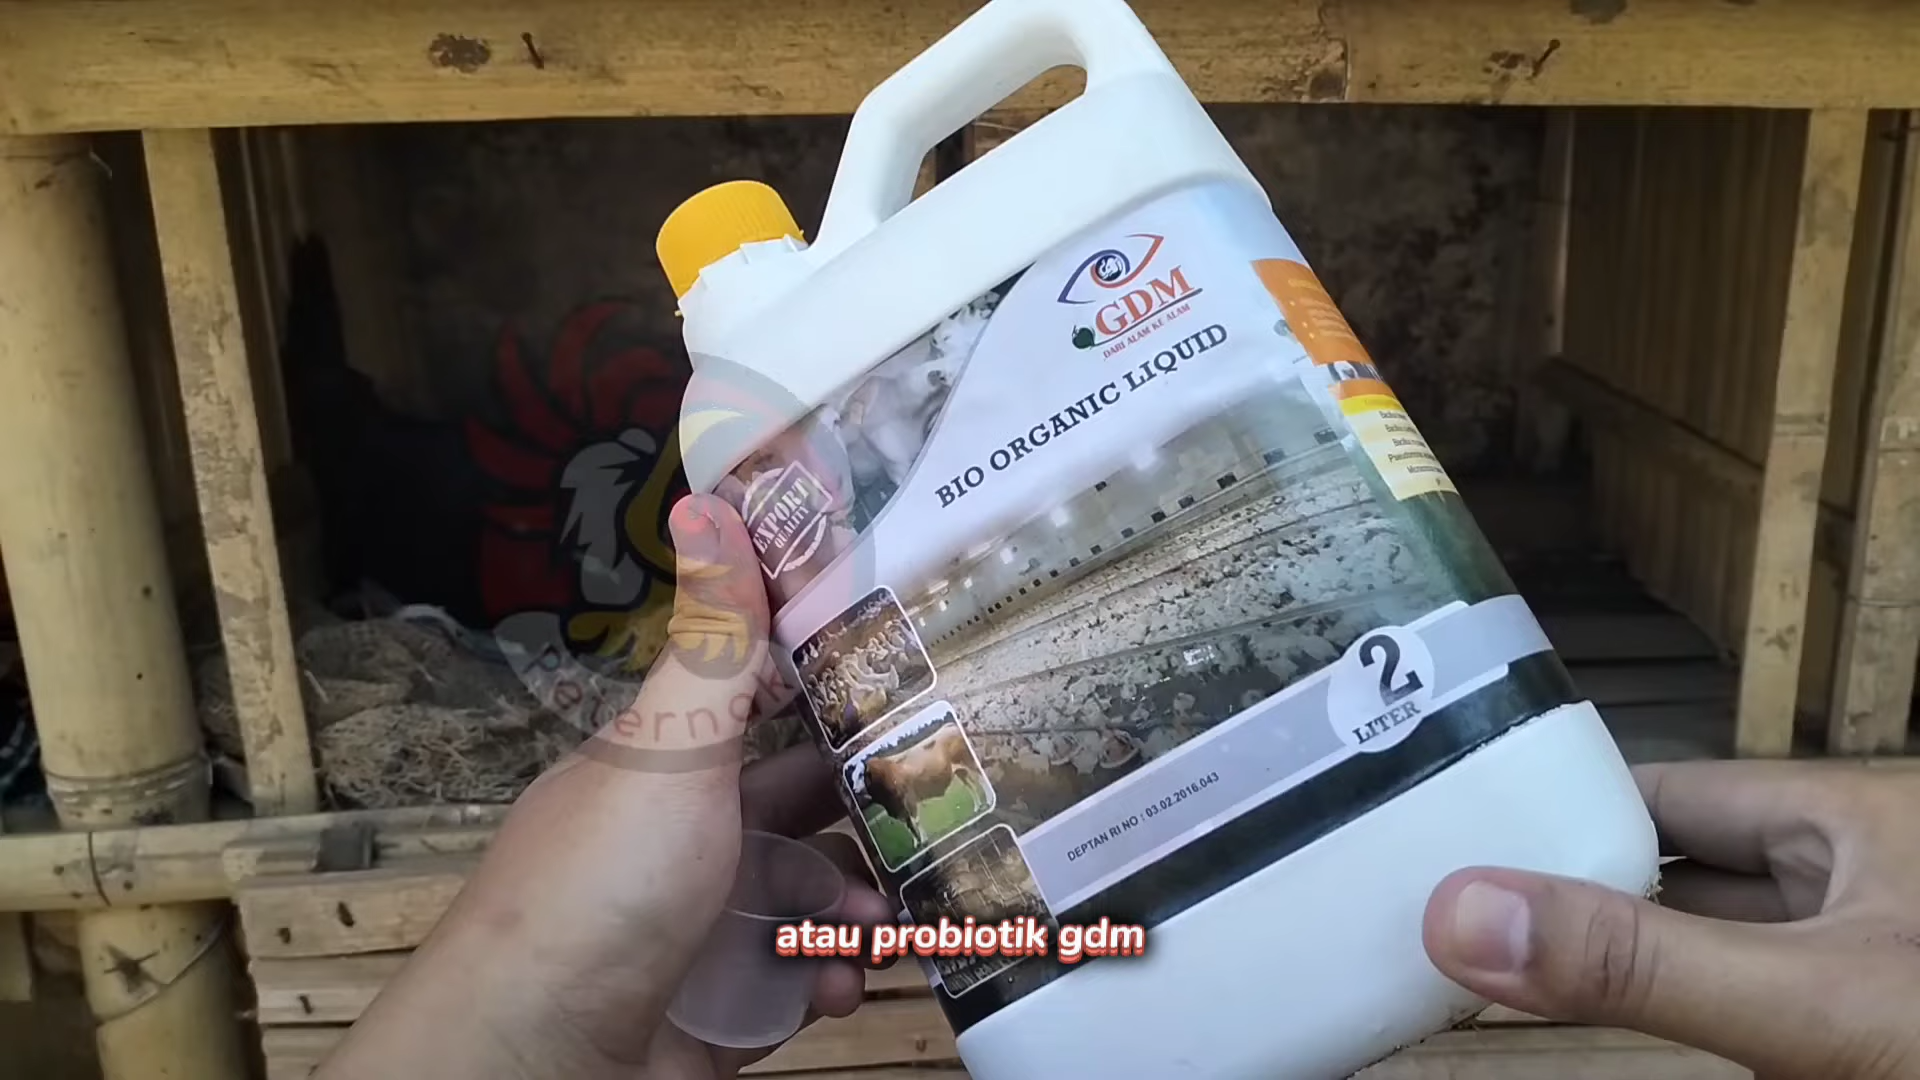 GDM
DARI ALAM KE ALAM
BIO ORGANIC LIQUID
EXPORT
QUALITY
2
LITER
DEPTAN RI NO : 03.02.2016.043
Peternak
atau probiotik gdm